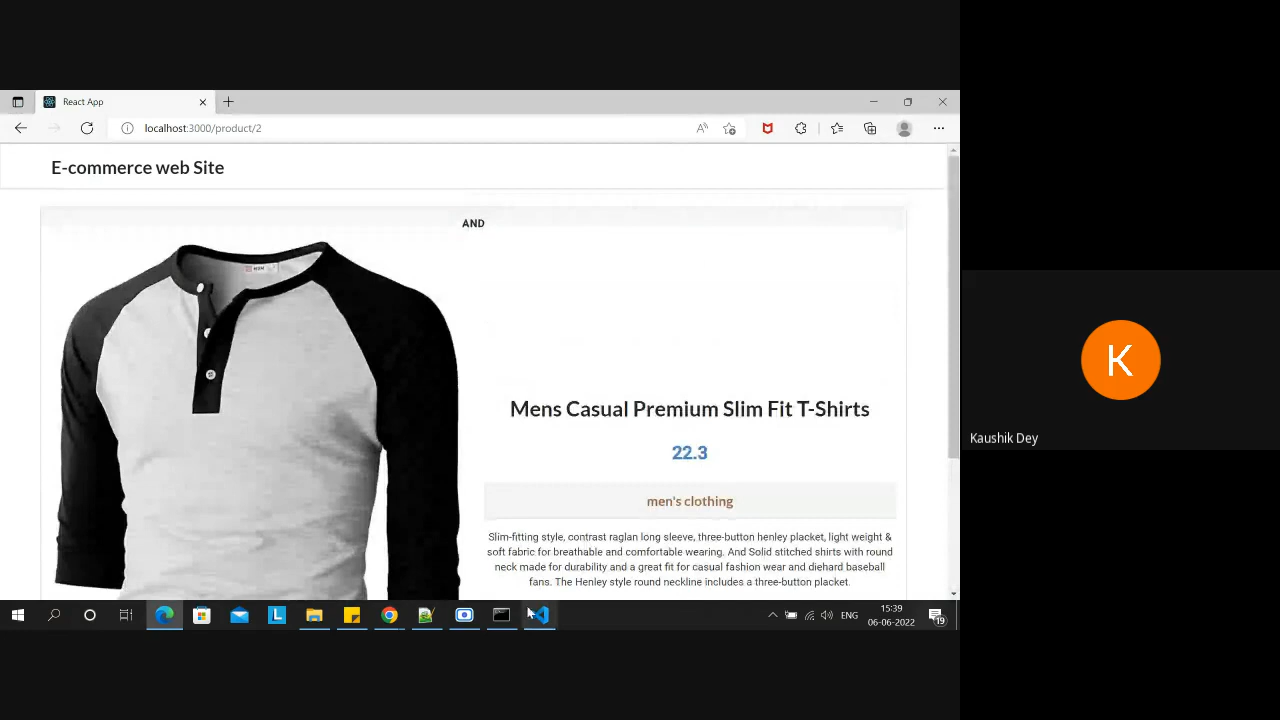 React App
localhost:3000/product/2
E-commerce web Site
AND
Mens Casual Premium Slim Fit T-Shirts
22.3
men's clothing
Slim-fitting style, contrast raglan long sleeve, three-button henley placket, light weight &
soft fabric for breathable and comfortable wearing. And Solid stitched shirts with round
neck made for durability and a great fit for casual fashion wear and diehard baseball
fans. The Henley style round neckline includes a three-button placket.
K
Kaushik Dey
L
ENG
15:39
06-06-2022
19